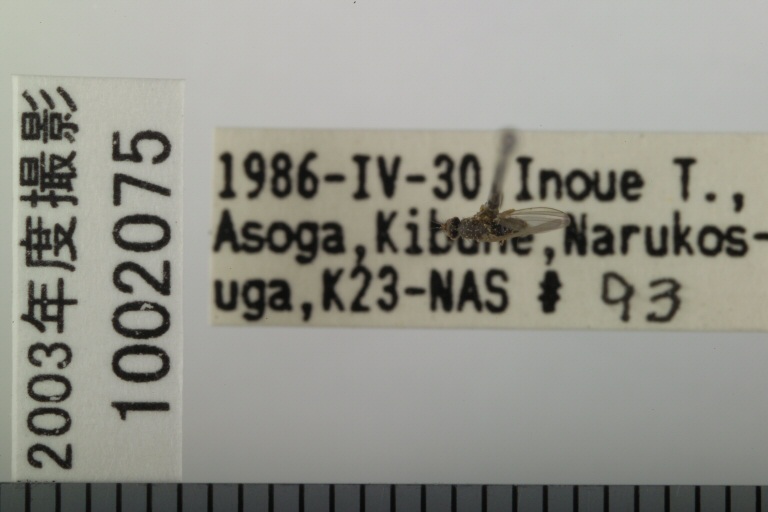 2003年度撮影
1002075
1986-IV-30 Inoue T.,
Asoga,Kibune,Narukos-
uga,K23-NAS # 93